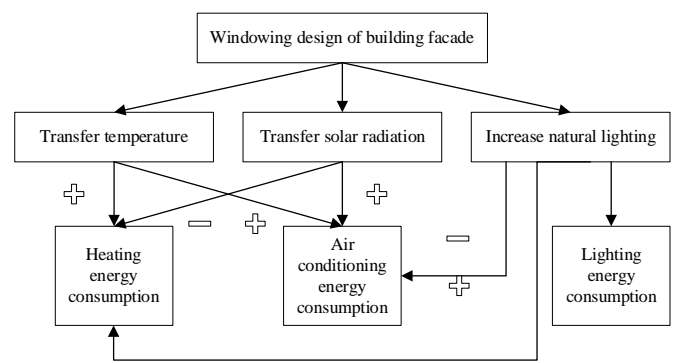 Windowing design of building facade
Transfer temperature
Transfer solar radiation
Increase natural lighting
Heating
energy
consumption
Air
conditioning
energy
consumption
Lighting
energy
consumption